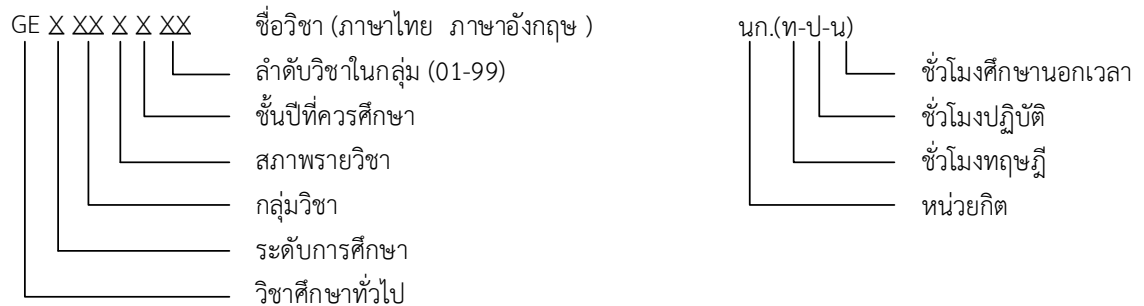 GE X XX X X XX ชื่อวิชา (ภาษาไทย ภาษาอังกฤษ )
ลำดับวิชาในกลุ่ม (01-99)
ชั้นปีที่ควรศึกษา
สภาพรายวิชา
กลุ่มวิชา
ระดับการศึกษา
วิชาศึกษาทั่วไป
นก.(ท-ป-น)
ชั่วโมงศึกษานอกเวลา
ชั่วโมงปฏิบัติ
ชั่วโมงทฤษฎี
หน่วยกิต